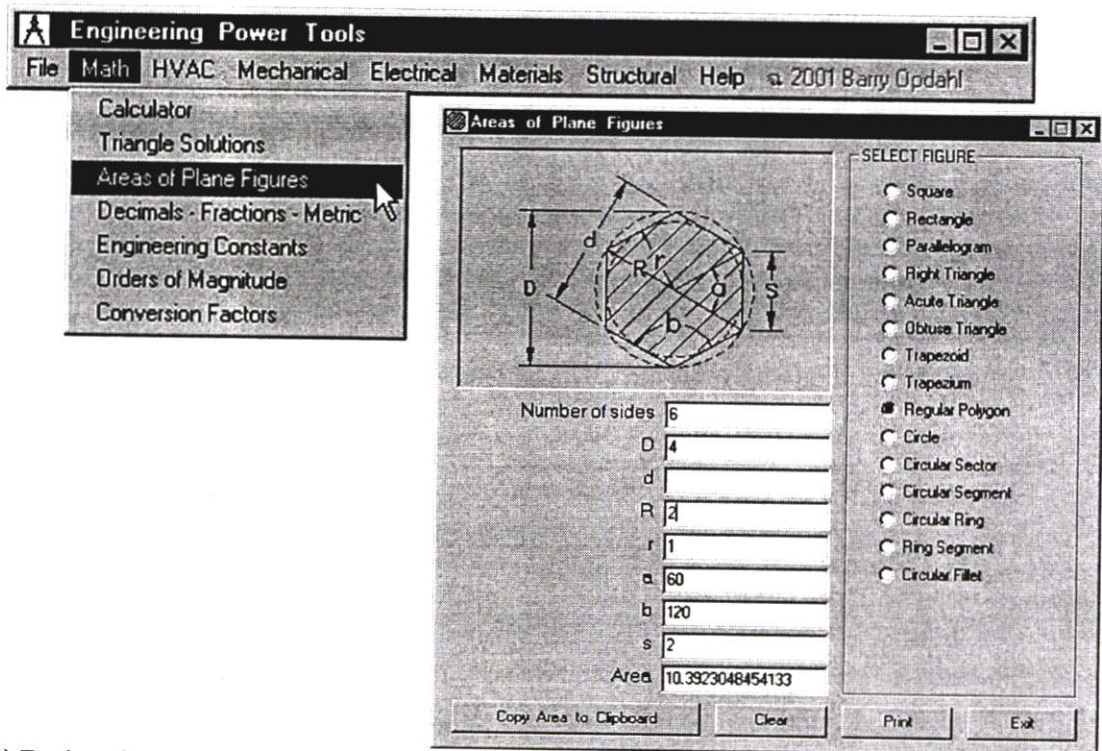 Engineering Power Tools
File Math HVAC Mechanical Electrical Materials Structural Help 2001 Barry Opdahl
Calculator
Triangle Solutions
Areas of Plane Figures
Decimals - Fractions - Metric
Engineering Constants
Orders of Magnitude
Conversion Factors
Areas of Plane Figures
D
d
R
r
a
b
S
Number of sides 6
D 4
d
R 2
r 1
a 60
b 120
s 2
Area 10.3923048454133
SELECT FIGURE
Square
Rectangle
Parallelogram
Right Triangle
Acute Triangle
Obtuse Triangle
Trapezoid
Trapezium
Regular Polygon
Circle
Circular Sector
Circular Segment
Circular Ring
Ring Segment
Circular Fillet
Copy Area to Clipboard Clear Print Exit